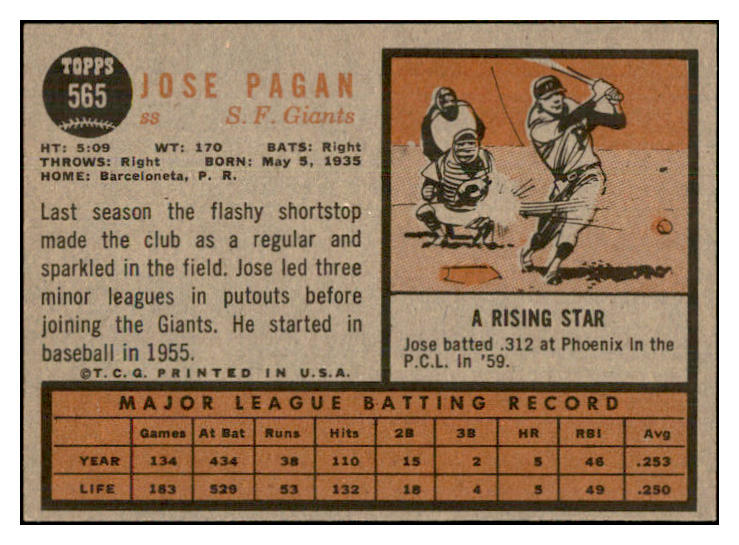 TOPPS
565
JOSE PAGAN
ss S. F. Giants
HT: 5:09 WT: 170 BATS: Right
THROWS: Right BORN: May 5, 1935
HOME: Barceloneta, P. R.
Last season the flashy shortstop
made the club as a regular and
sparkled in the field. Jose led three
minor leagues in putouts before
joining the Giants. He started in
baseball in 1955.
©T. C. G. PRINTED IN U.S.A.
A RISING STAR
Jose batted .312 at Phoenix in the
P.C.L. in '59.
MAJOR LEAGUE BATTING RECORD
Games At Bat Runs Hits 2B 3B HR RBI Avg
YEAR 134 434 38 110 15 2 5 46 .253
LIFE 183 529 53 132 18 4 5 49 .250